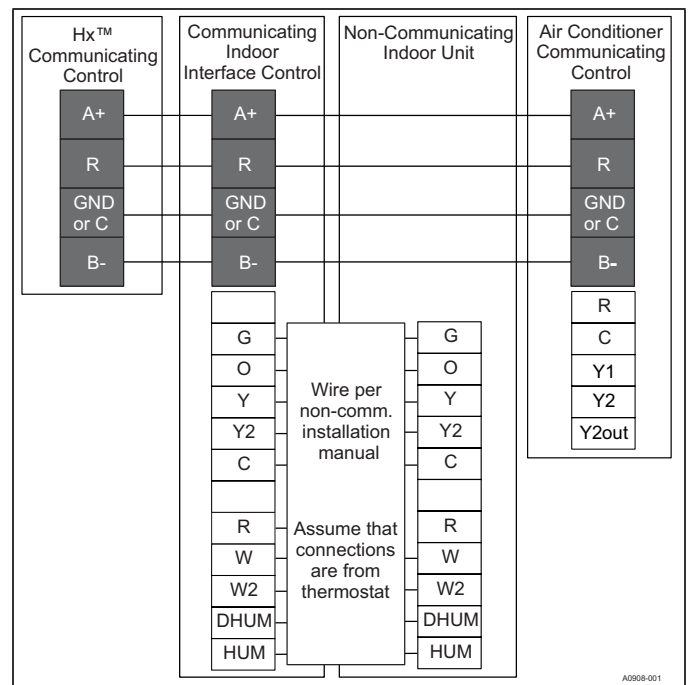 Hx™
Communicating
Control
A+
R
GND
or C
B-
Communicating
Indoor
Interface Control
A+
R
GND
or C
B-
G
O
Y
Y2
C
R
W
W2
DHUM
HUM
Wire per
non-comm.
installation
manual
Assume that
connections
are from
thermostat
Non-Communicating
Indoor Unit
G
O
Y
Y2
C
R
W
W2
DHUM
HUM
Air Conditioner
Communicating
Control
A+
R
GND
or C
B-
R
C
Y1
Y2
Y2out
A0908-001